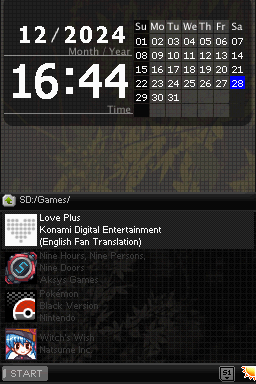 12/2024
Month / Year
16:44
Time
Su Mo Tu We Th Fr Sa
01 02 03 04 05 06 07
08 09 10 11 12 13 14
15 16 17 18 19 20 21
22 23 24 25 26 27 28
29 30 31
SD:/Games/
Love Plus
Konami Digital Entertainment
(English Fan Translation)
Nine Hours, Nine Persons,
Nine Doors
Aksys Games
Pokemon
Black Version
Nintendo
Witch's Wish
Natsume Inc.
START